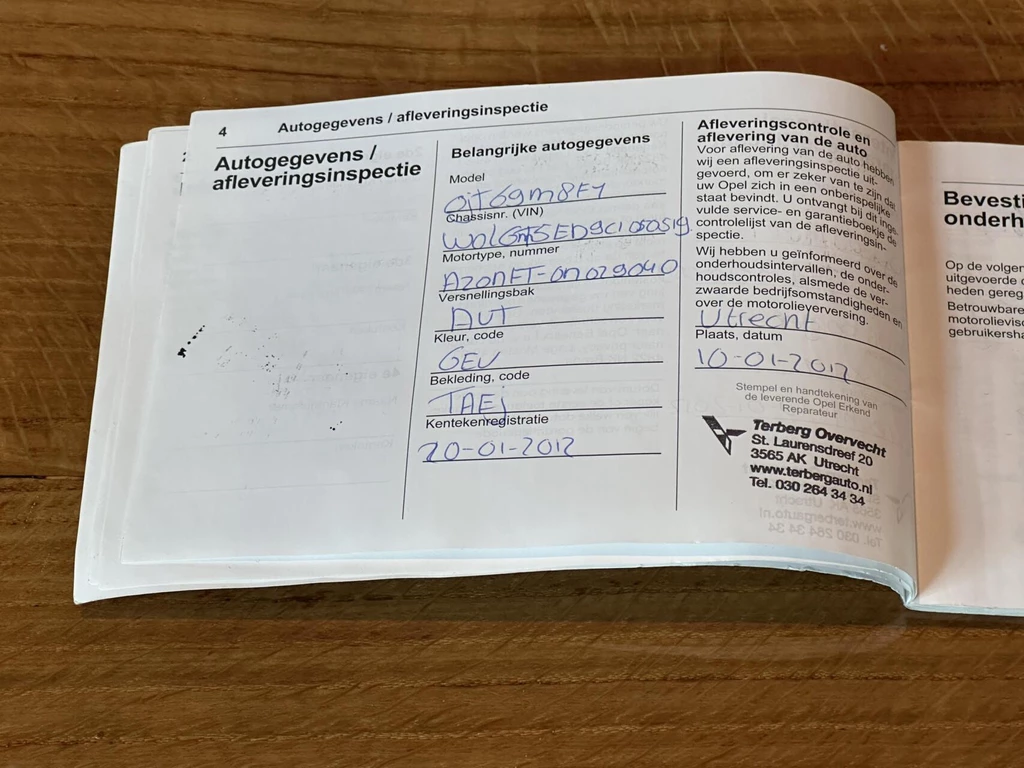 4
Autogegevens / afleveringsinspectie
Autogegevens /
afleveringsinspectie
Belangrijke autogegevens
Model
Chassisnr. (VIN)
Motortype, nummer
A20NFT-
Versnellingsbak
AUT
Kleur, code
GEU
Bekleding, code
TAEj
Kentekenregistratie
20-01-2012
Afleveringscontrole en
aflevering van de auto
Voor aflevering van de auto hebben
wij een afleveringsinspectie uit-
gevoerd, om er zeker van te zijn dat
uw Opel zich in een onberispelijke
staat bevindt. U ontvangt bij dit inge-
vulde service- en garantieboekje de
controlelijst van de afleveringsin-
spectie.
Wij hebben u geïnformeerd over de
onderhoudsintervallen, de onder-
houdscontroles, alsmede de ver-
zwaarde bedrijfsomstandigheden en
over de motorolieverversing.
Utrecht
Plaats, datum
10-01-2012
Stempel en handtekening van
de leverende Opel Erkend
Reparateur
Terberg Overvecht
St. Laurensdreef 20
3565 AK Utrecht
www.terbergauto.nl
Tel. 030 264 34 34
Bevesti
onderh
Op de volgen
uitgevoerde o
heden gereg
Betrouwbare
motorolievis
gebruikersha